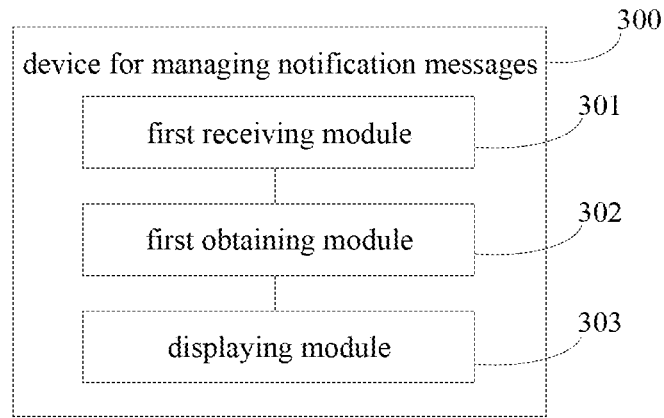 300
device for managing notification messages
301
first receiving module
302
first obtaining module
303
displaying module